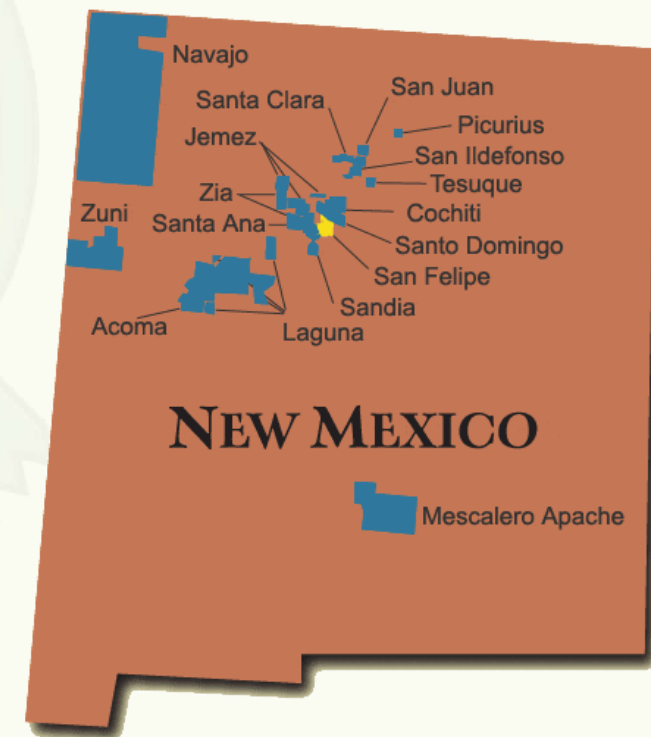 Navajo
San Juan
Santa Clara
Picurius
Jemez
San Ildefonso
Tesuque
Zia
Zuni
Cochiti
Santa Ana
Santo Domingo
San Felipe
Sandia
Acoma
Laguna
NEW MEXICO
Mescalero Apache